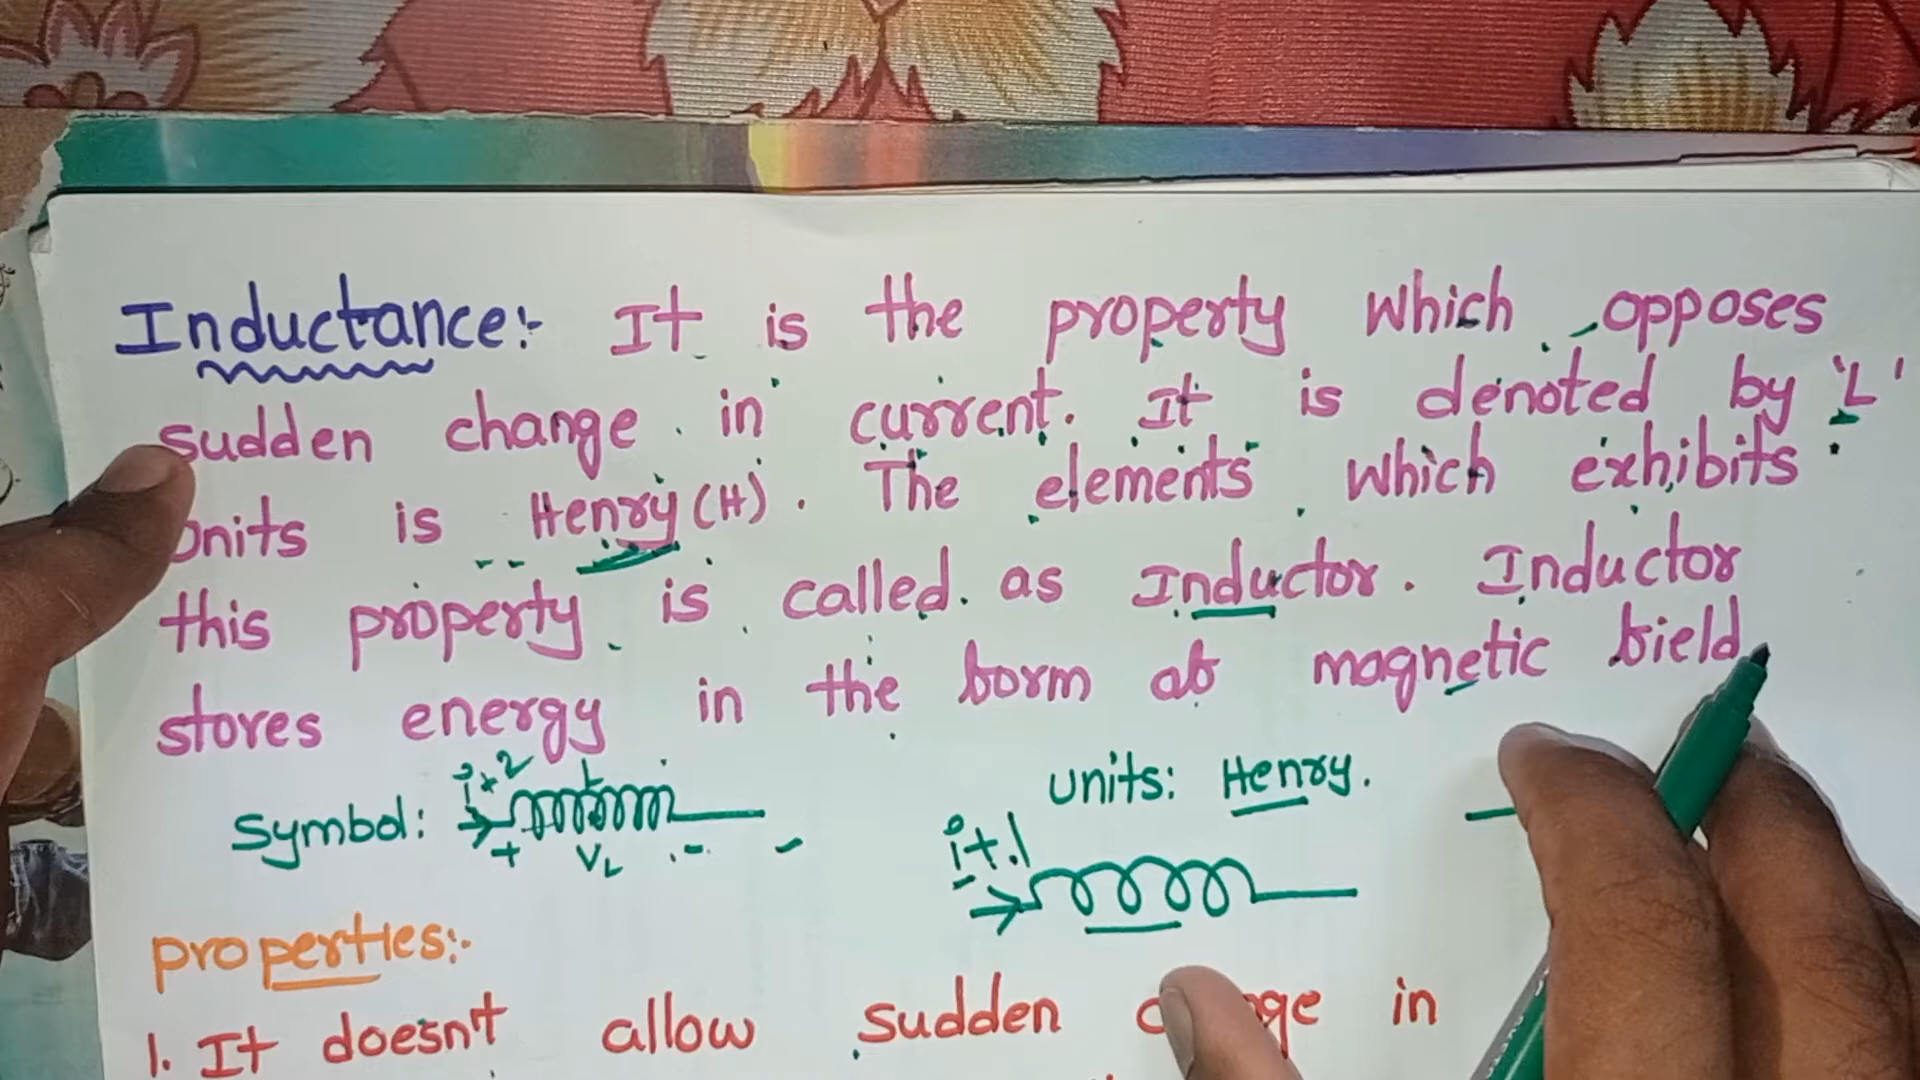 Inductance:- It is the property which opposes
sudden change in current. It is denoted by 'L'
Units is Henry (H). The elements which exhibits
this property is called as Inductor. Inductor
stores energy in the form of magnetic field
Symbol: L
+ VL -
units: Henry.
properties:-
1. It doesn't allow sudden change in